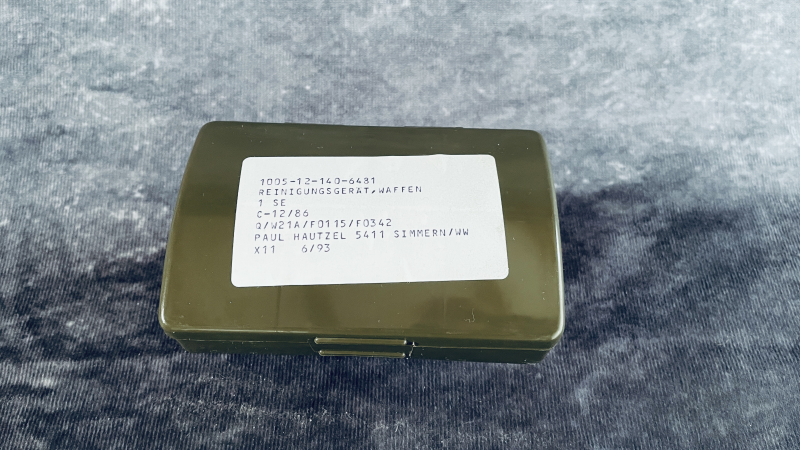 1005-12-140-6481
REINIGUNGSGERAT,WAFFEN
1 SE
C-12/86
Q/W21A/F0115/F0342
PAUL HAUTZEL 5411 SIMMERN/WW
X11 6/93